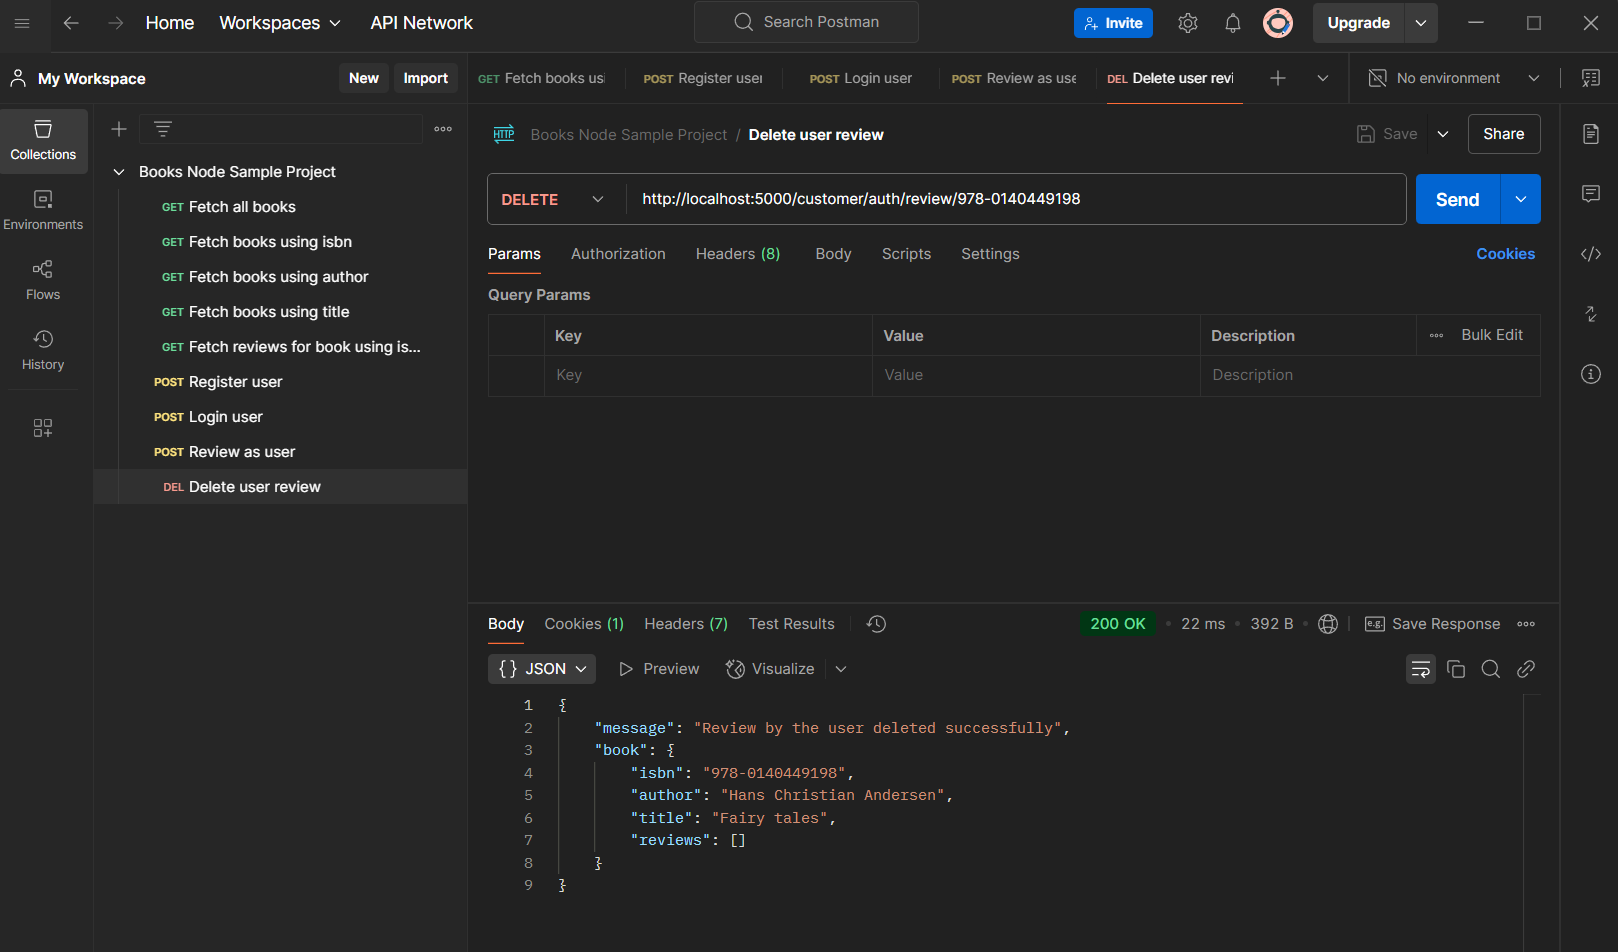 Home Workspaces API Network Search Postman Invite Upgrade
My Workspace New Import GET Fetch books usi POST Register user POST Login user POST Review as use DEL Delete user revi No environment
Collections
Environments
Flows
History
Books Node Sample Project
GET Fetch all books
GET Fetch books using isbn
GET Fetch books using author
GET Fetch books using title
GET Fetch reviews for book using is...
POST Register user
POST Login user
POST Review as user
DEL Delete user review
HTTP Books Node Sample Project / Delete user review Save Share
DELETE http://localhost:5000/customer/auth/review/978-0140449198 Send
Params Authorization Headers (8) Body Scripts Settings Cookies
Query Params
Key Value Description Bulk Edit
Key Value Description
Body Cookies (1) Headers (7) Test Results 200 OK • 22 ms • 392 B • e.g. Save Response
{} JSON Preview Visualize
1 {
2 "message": "Review by the user deleted successfully",
3 "book": {
4 "isbn": "978-0140449198",
5 "author": "Hans Christian Andersen",
6 "title": "Fairy tales",
7 "reviews": []
8 }
9 }